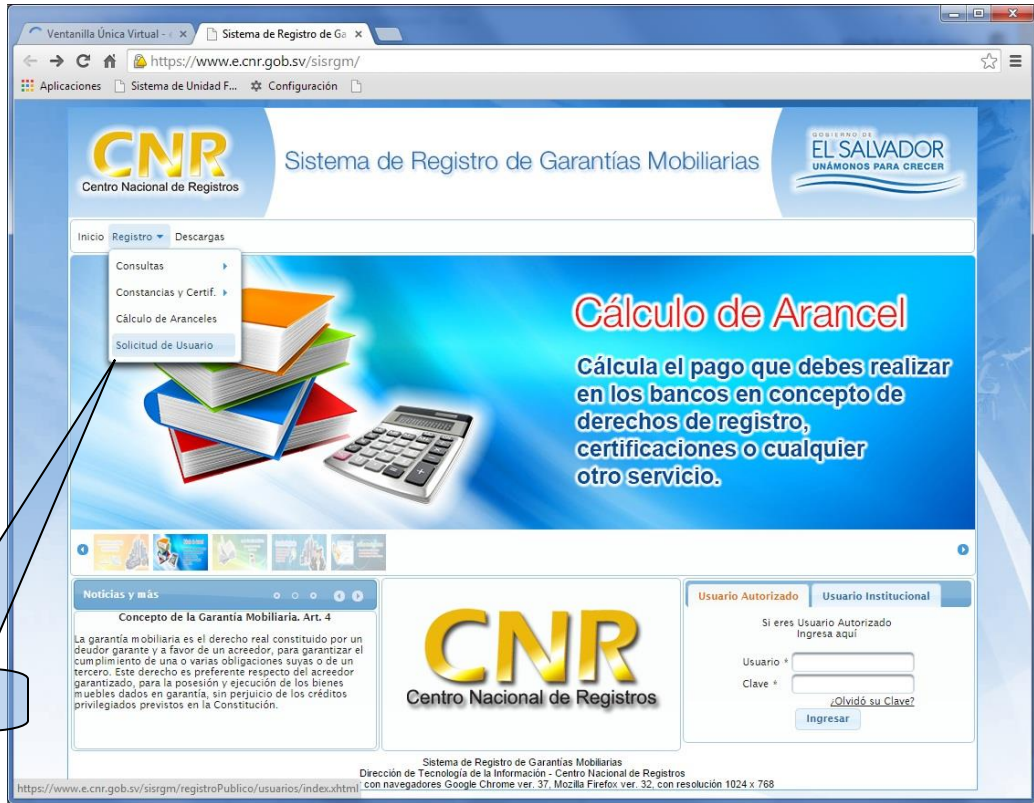 Ventanilla Única Virtual - e
Sistema de Registro de Ga
https://www.e.cnr.gob.sv/sisrgm/
Aplicaciones Sistema de Unidad F... Configuración
CNR
Centro Nacional de Registros
Sistema de Registro de Garantías Mobiliarias
GOBIERNO DE
EL SALVADOR
UNÁMONOS PARA CRECER
Inicio Registro Descargas
Consultas
Constancias y Certif.
Cálculo de Aranceles
Solicitud de Usuario
Cálculo de Arancel
Cálcula el pago que debes realizar
en los bancos en concepto de
derechos de registro,
certificaciones o cualquier
otro servicio.
Noticias y más
Concepto de la Garantía Mobiliaria. Art. 4
La garantía mobiliaria es el derecho real constituido por un
deudor garante y a favor de un acreedor, para garantizar el
cumplimiento de una o varias obligaciones suyas o de un
tercero. Este derecho es preferente respecto del acreedor
garantizado, para la posesión y ejecución de los bienes
muebles dados en garantía, sin perjuicio de los créditos
privilegiados previstos en la Constitución.
CNR
Centro Nacional de Registros
Usuario Autorizado Usuario Institucional
Si eres Usuario Autorizado
Ingresa aquí
Usuario *
Clave *
¿Olvidó su Clave?
Ingresar
Sistema de Registro de Garantías Mobiliarias
Dirección de Tecnología de la Información - Centro Nacional de Registros
con navegadores Google Chrome ver. 37, Mozilla Firefox ver. 32, con resolución 1024 x 768
https://www.e.cnr.gob.sv/sisrgm/registroPublico/usuarios/index.xhtml